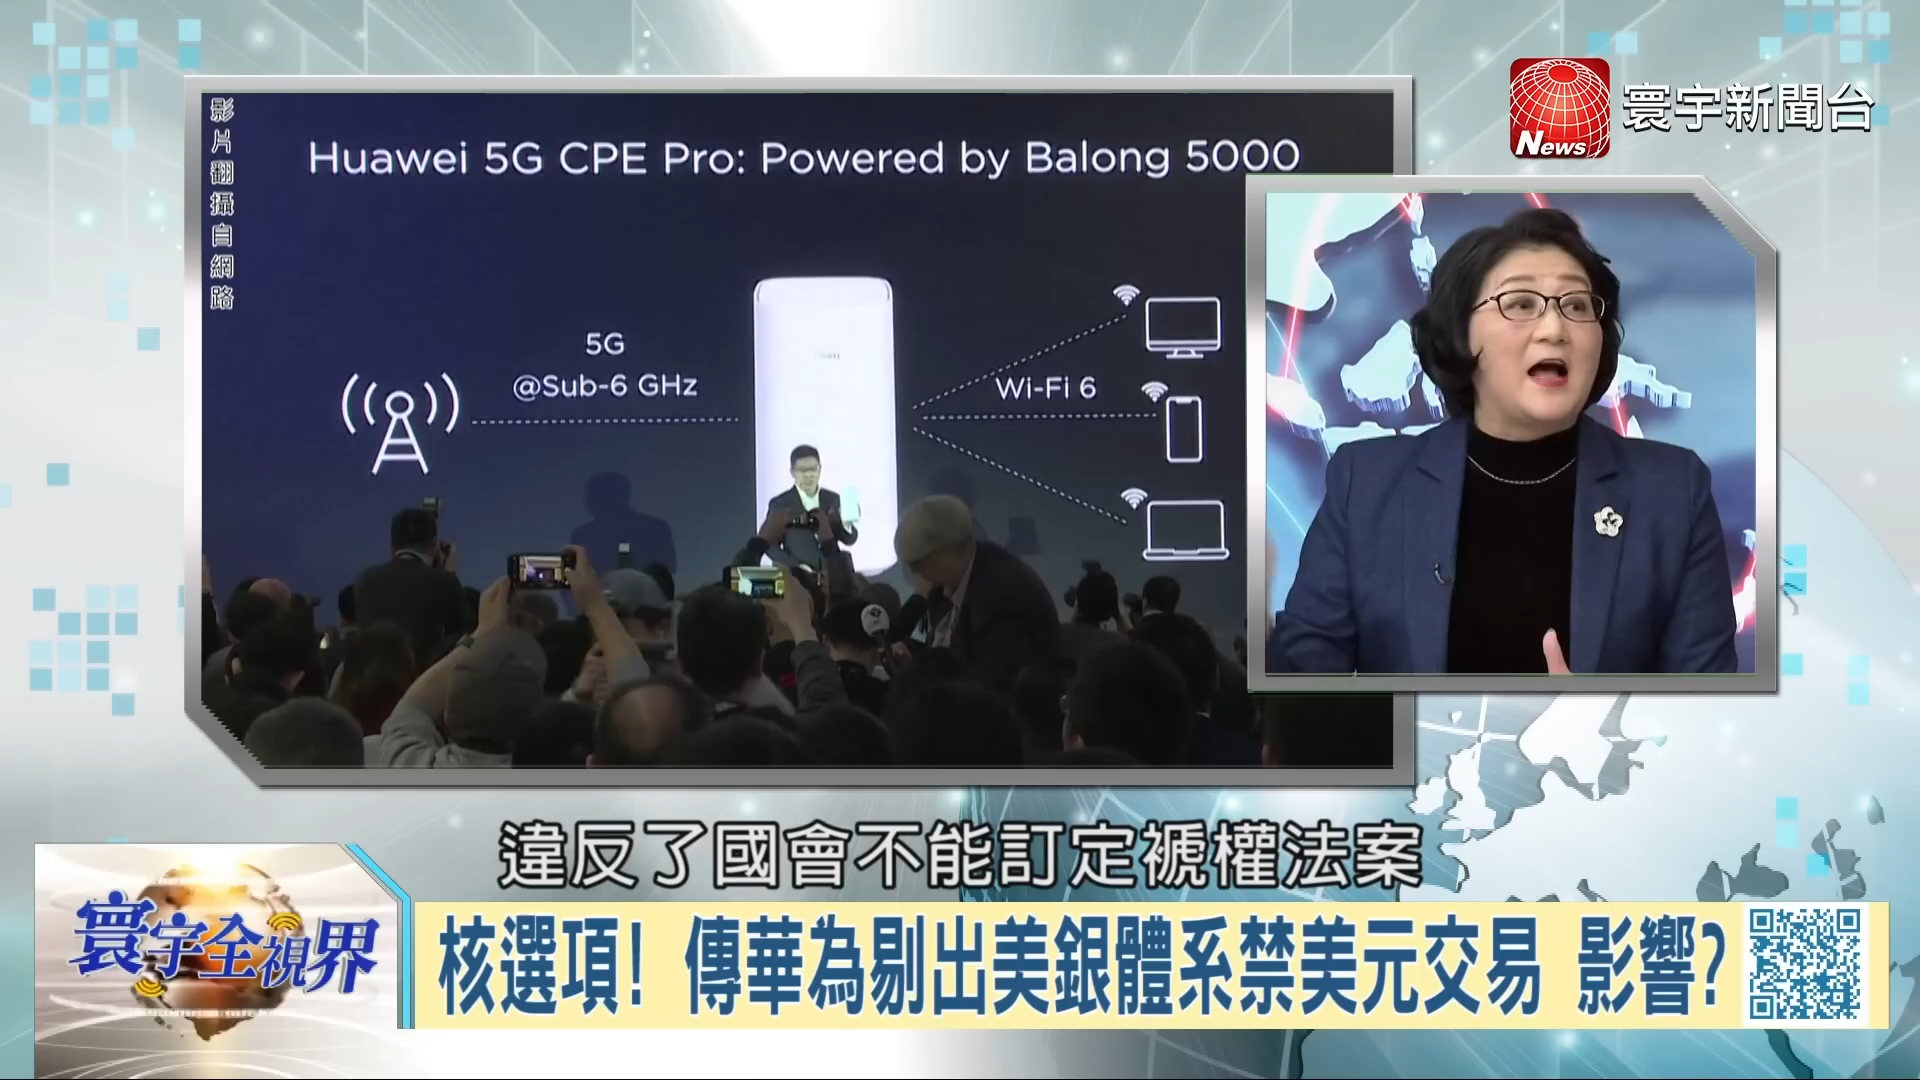 影片翻攝自網路
Huawei 5G CPE Pro: Powered by Balong 5000
5G
@Sub-6 GHz
Wi-Fi 6
News
寰宇新聞台
違反了國會不能訂定褫權法案
寰宇全視界
核選項! 傳華為剔出美銀體系禁美元交易 影響?